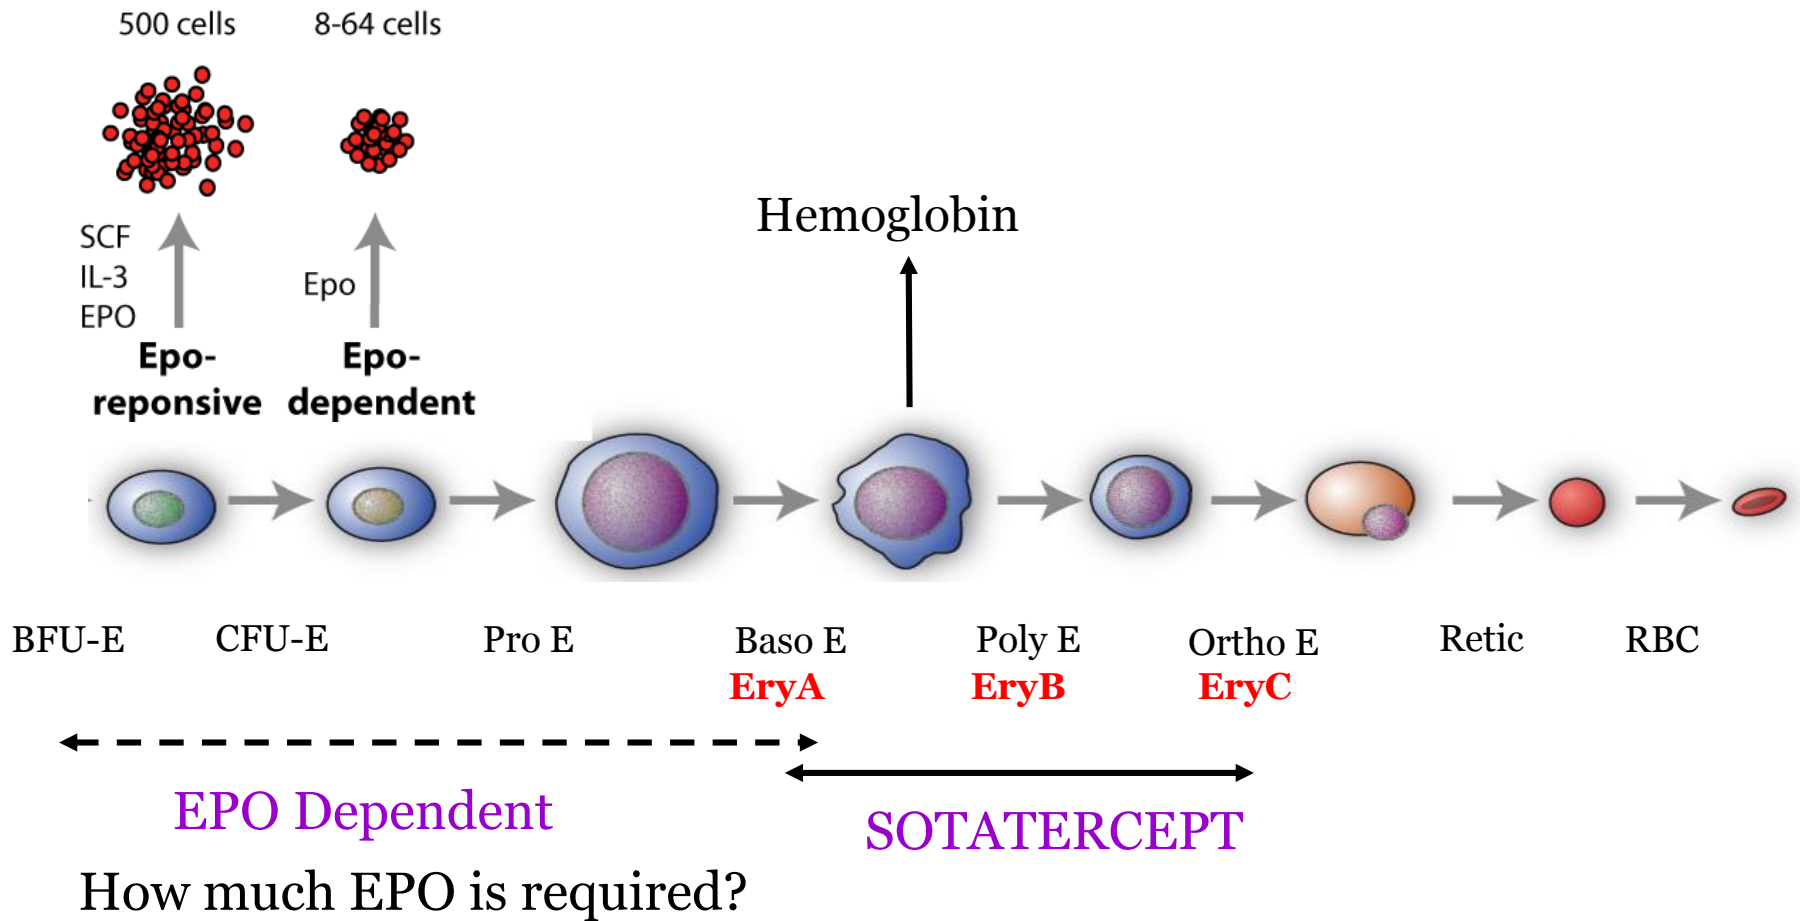 500 cells
8-64 cells
Hemoglobin
SCF
IL-3
EPO
Epo
Epo-
reponsive
Epo-
dependent
BFU-E
CFU-E
Pro E
Baso E
Poly E
Ortho E
Retic
RBC
EryA
EryB
EryC
EPO Dependent
SOTATERCEPT
How much EPO is required?